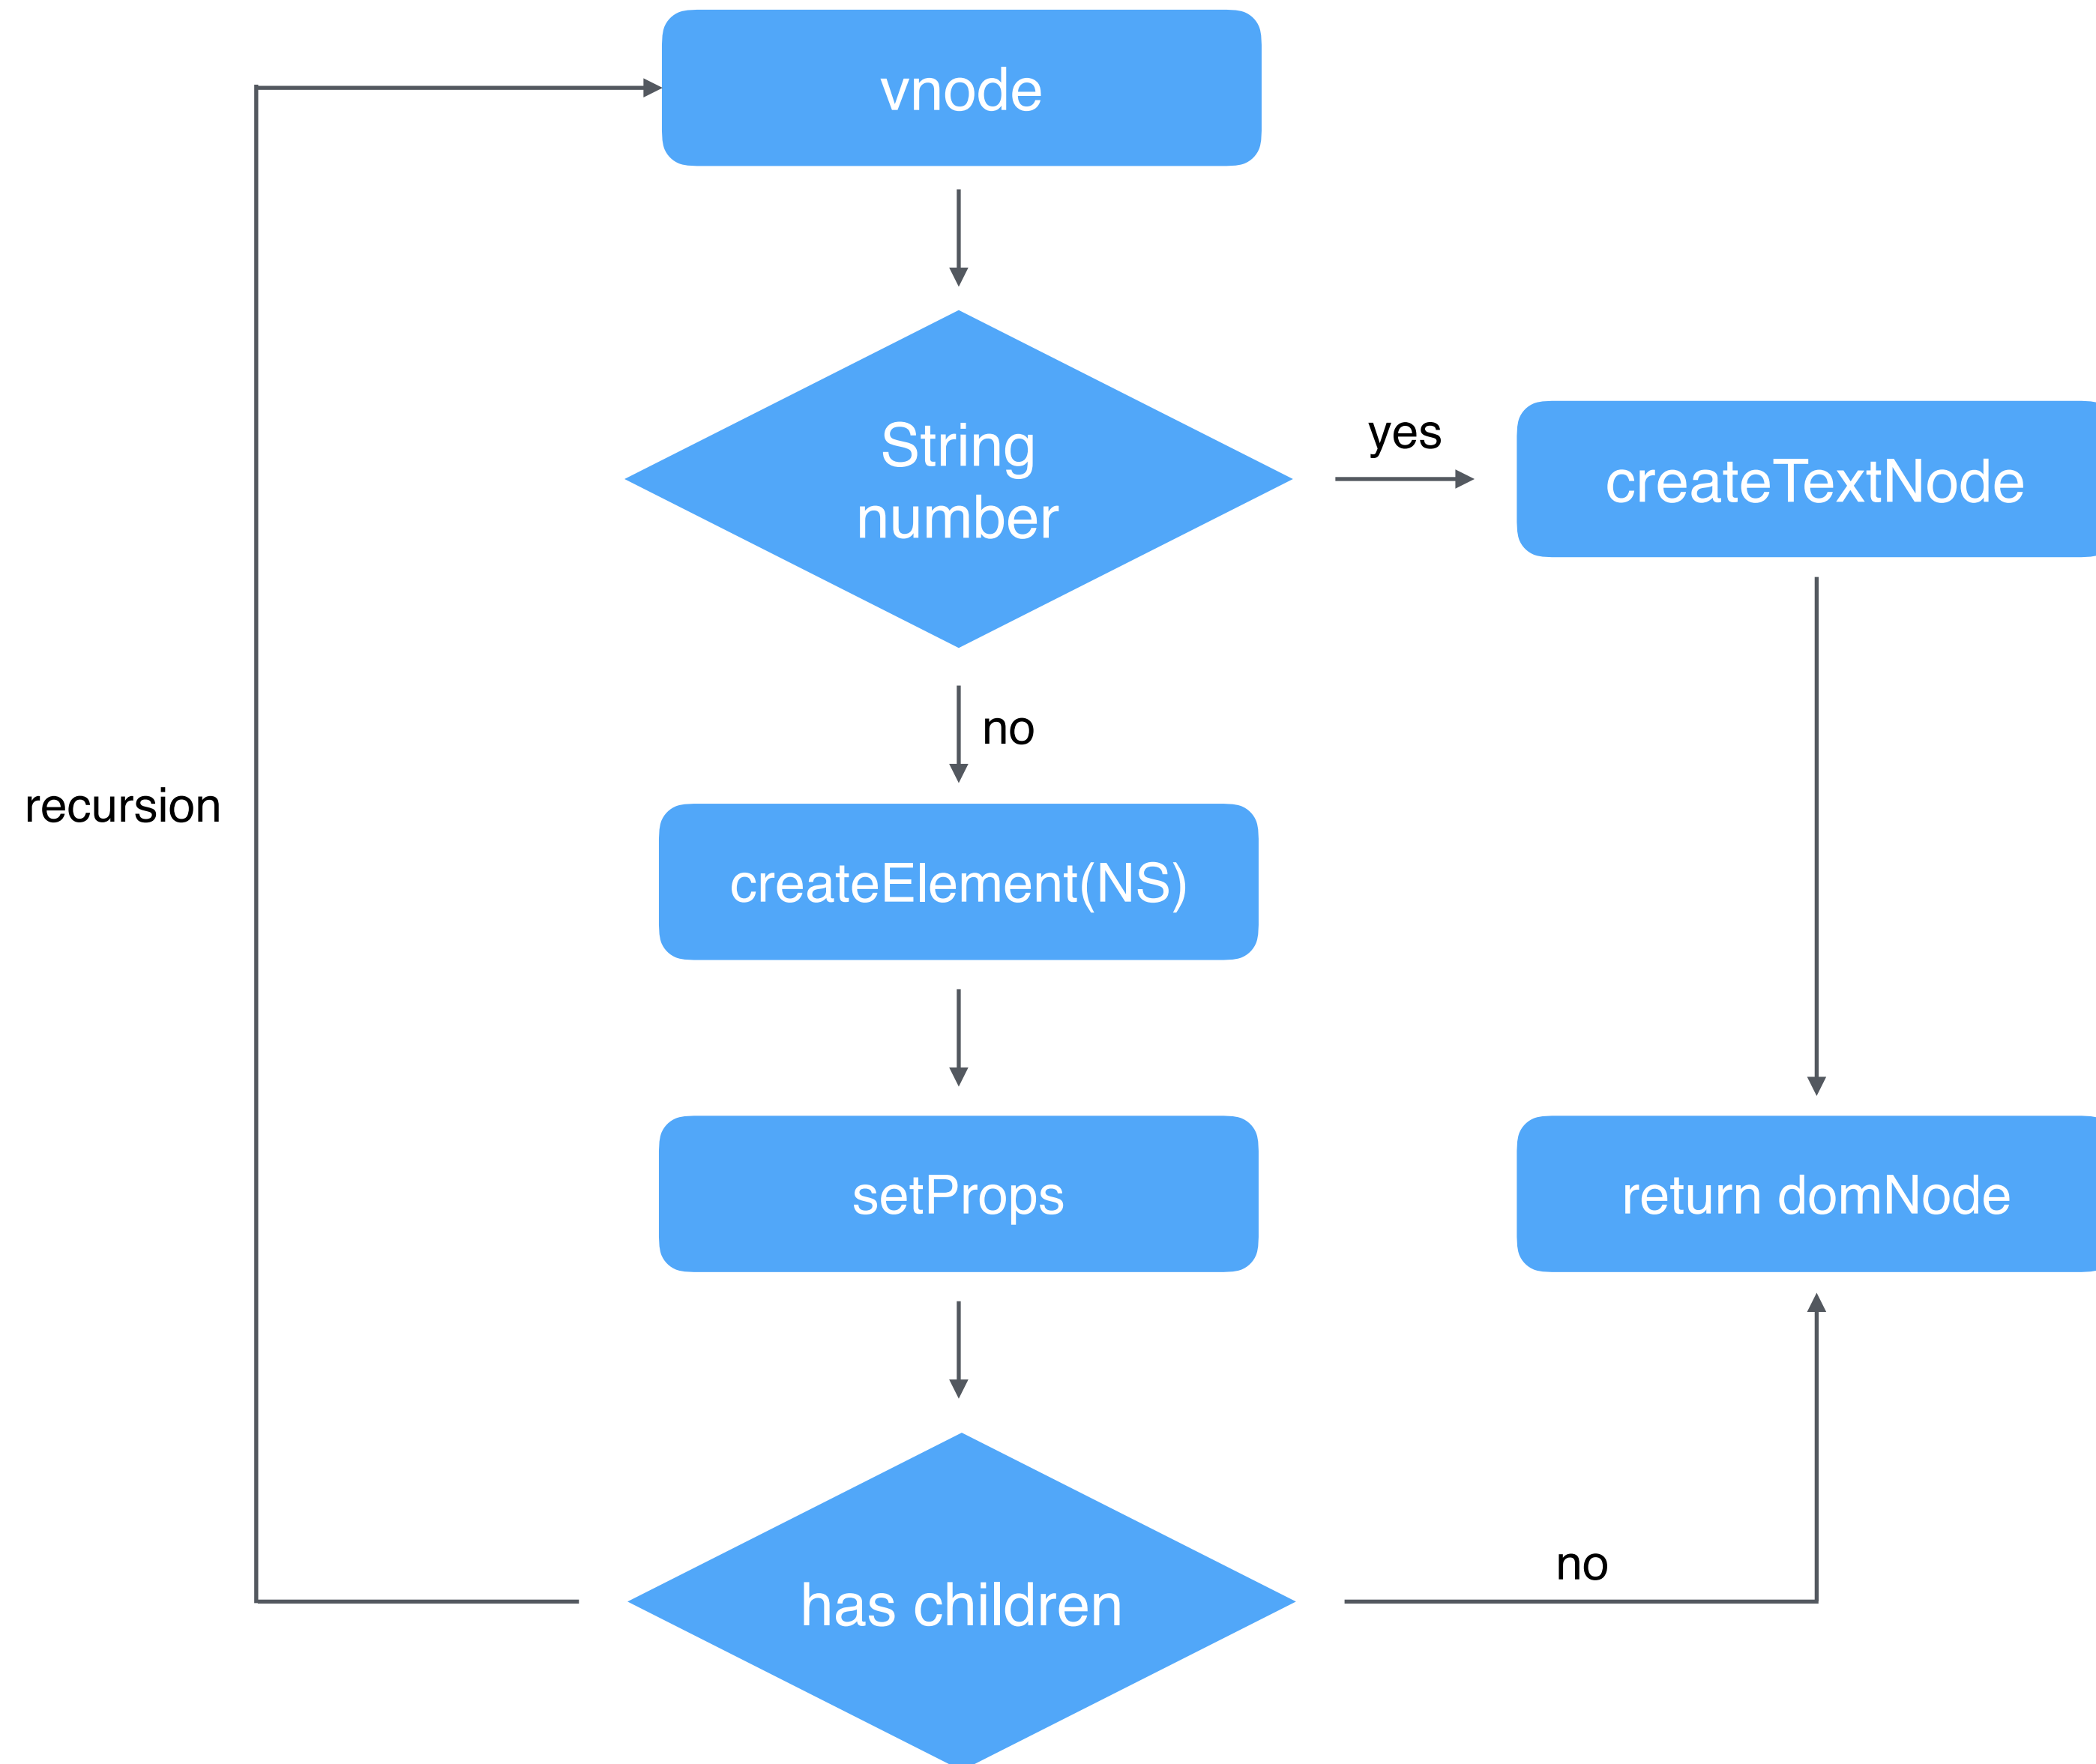 vnode
String
number
yes
createTextNode
no
recursion
createElement(NS)
setProps
return domNode
no
has children